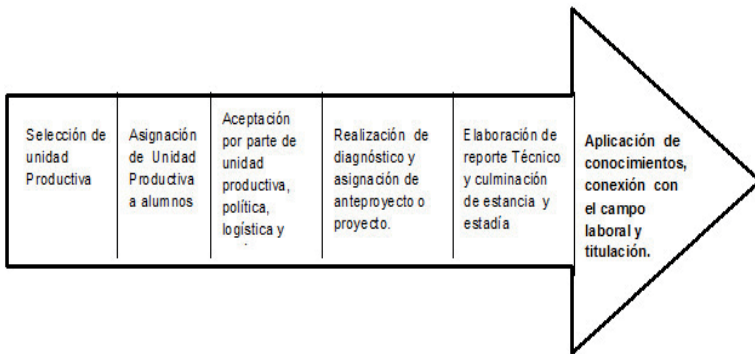 Selección de
unidad
Productiva
Asignación
de Unidad
Productiva
a alumnos
Aceptación
por parte de
unidad
productiva,
política,
logística y
Realización de
diagnóstico y
asignación de
anteproyecto o
proyecto.
Elaboración de
reporte Técnico
y culminación
de estancia y
estadía
Aplicación de
conocimientos,
conexión con
el campo
laboral y
titulación.